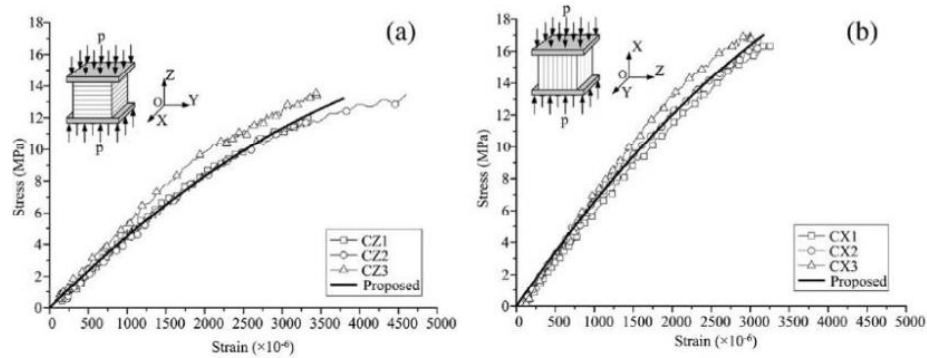 (a)
18
16
14
12
10
8
6
4
2
0
Stress (MPa)
p
Z
O
Y
X
p
CZ1
CZ2
CZ3
Proposed
0 500 1000 1500 2000 2500 3000 3500 4000 4500 5000
Strain (×10⁻⁶)
(b)
18
16
14
12
10
8
6
4
2
0
Stress (MPa)
p
X
O
Z
Y
p
CX1
CX2
CX3
Proposed
0 500 1000 1500 2000 2500 3000 3500 4000 4500 5000
Strain (×10⁻⁶)